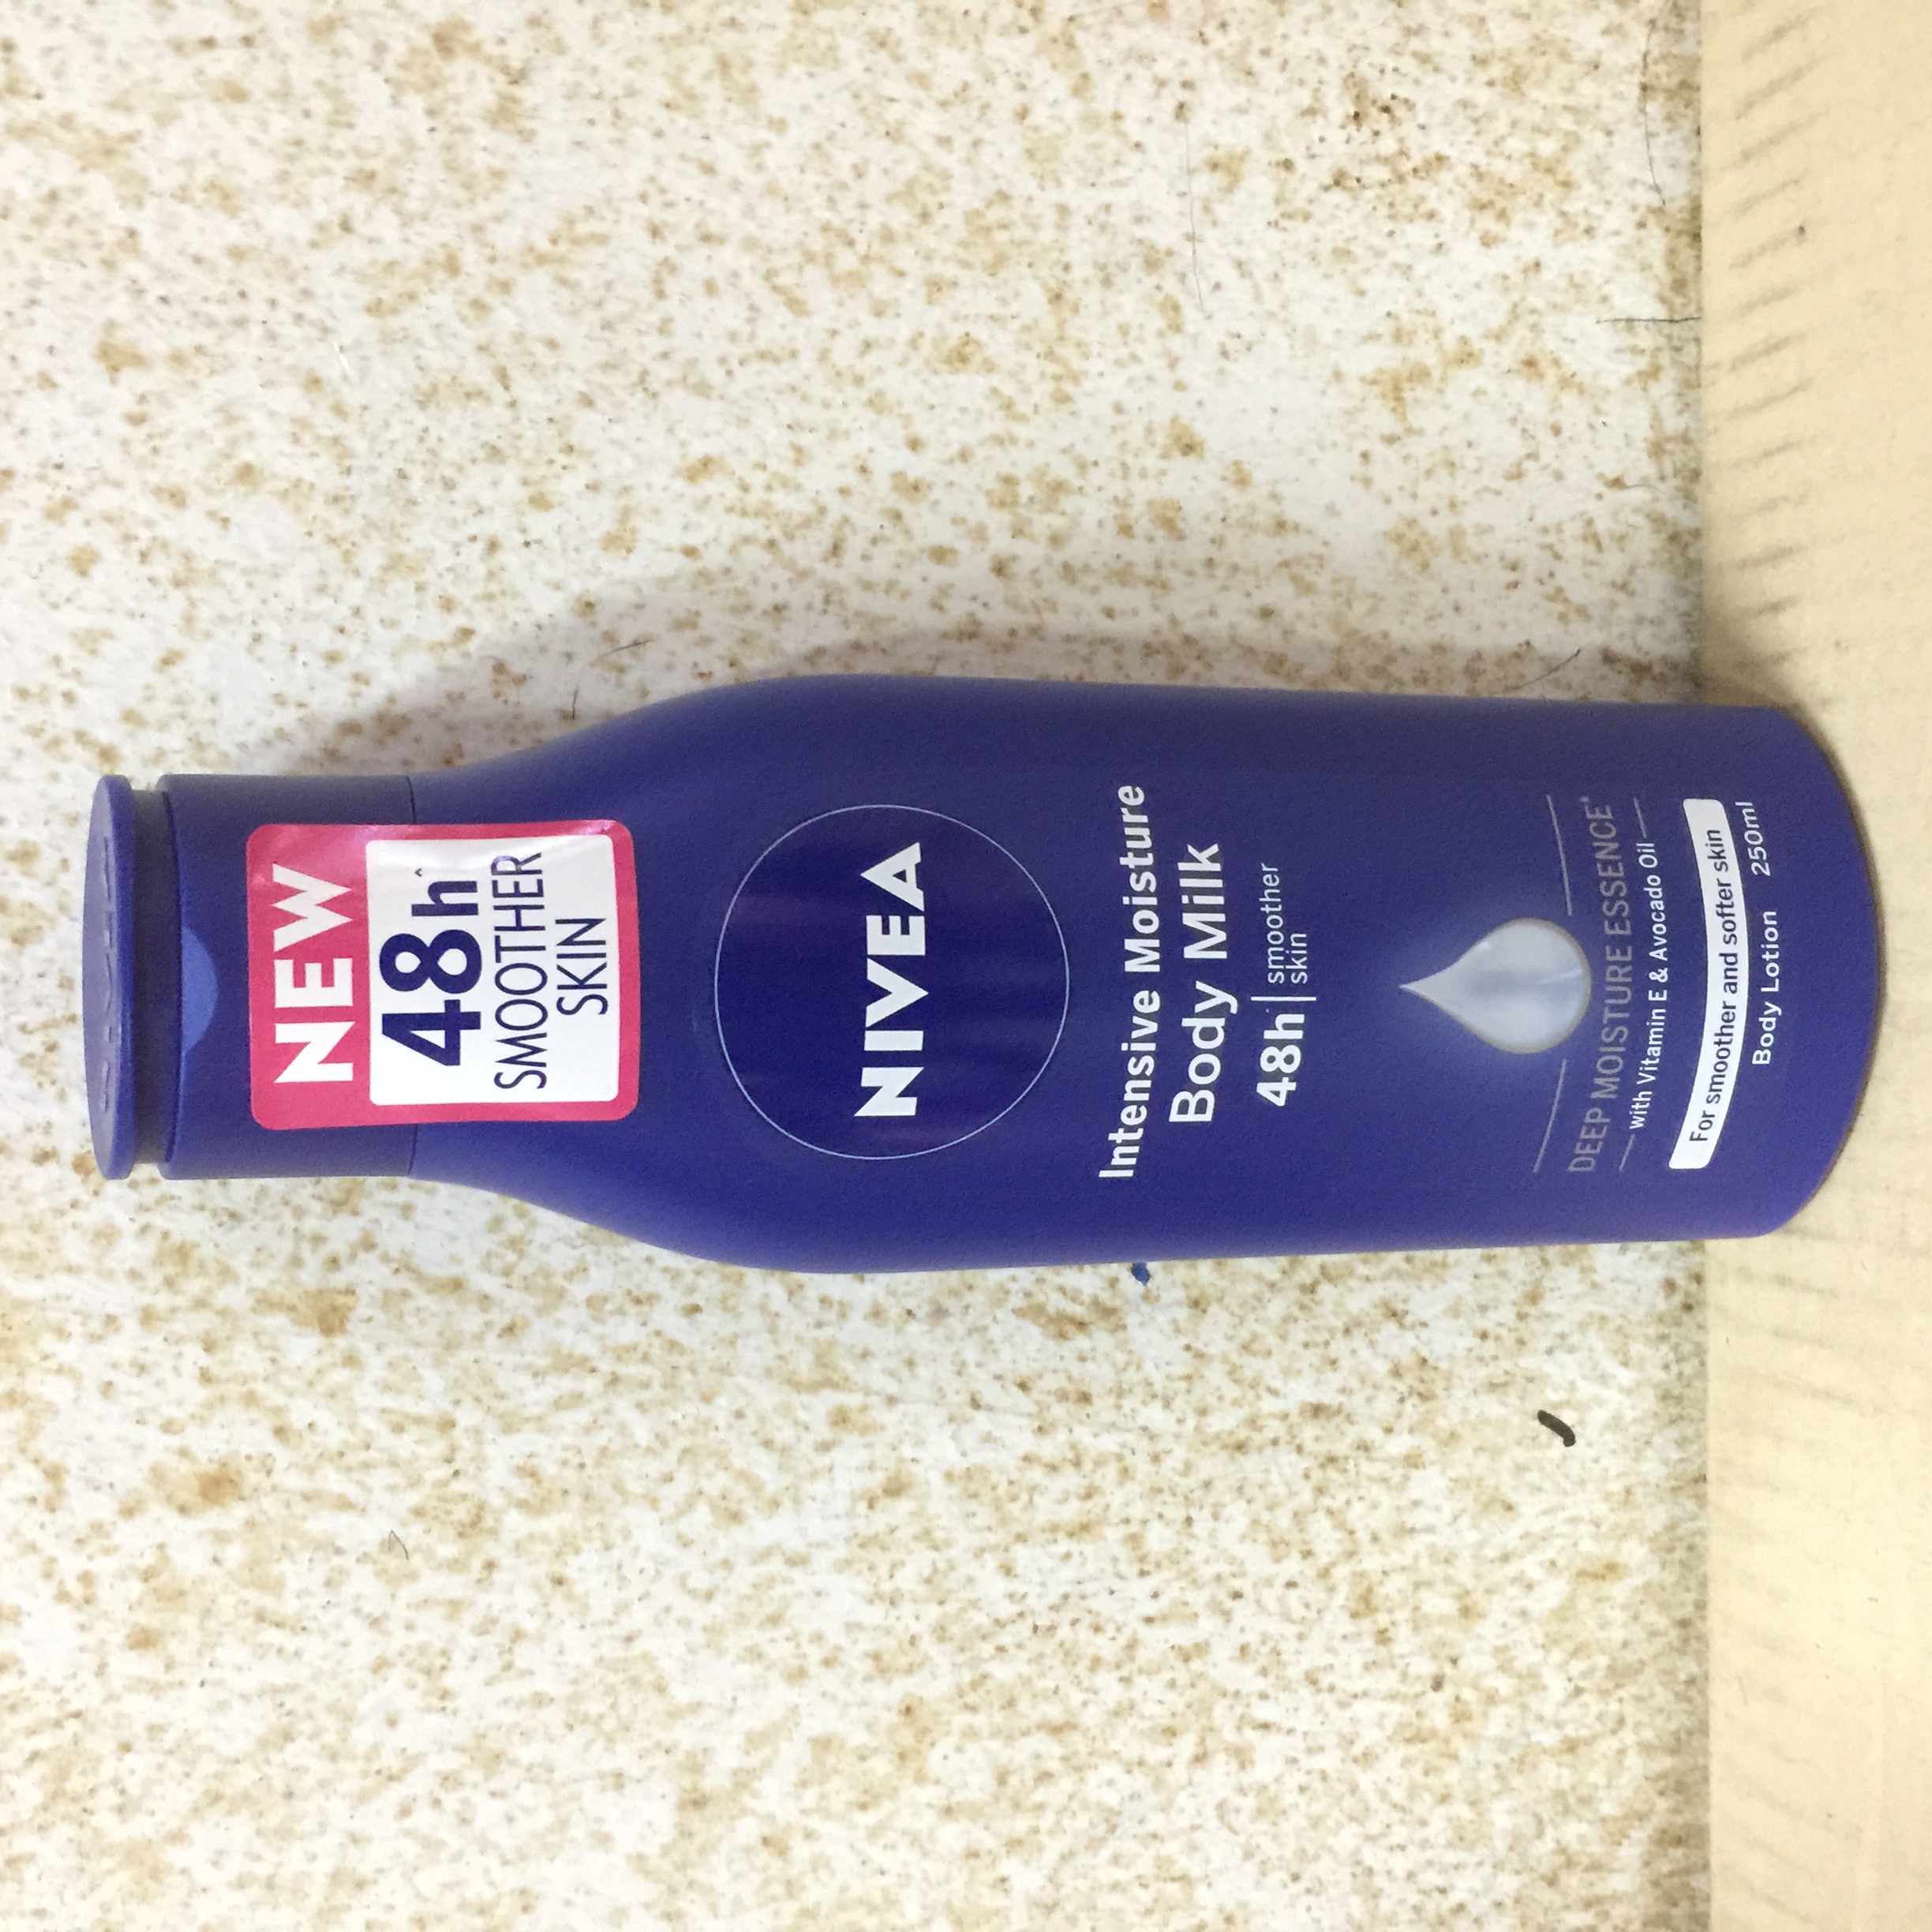 NEW
48h^
SMOOTHER
SKIN
NIVEA
Intensive Moisture
Body Milk
48h^ smoother
skin
DEEP MOISTURE ESSENCE*
with Vitamin E & Avocado Oil
For smoother and softer skin
Body Lotion 250ml